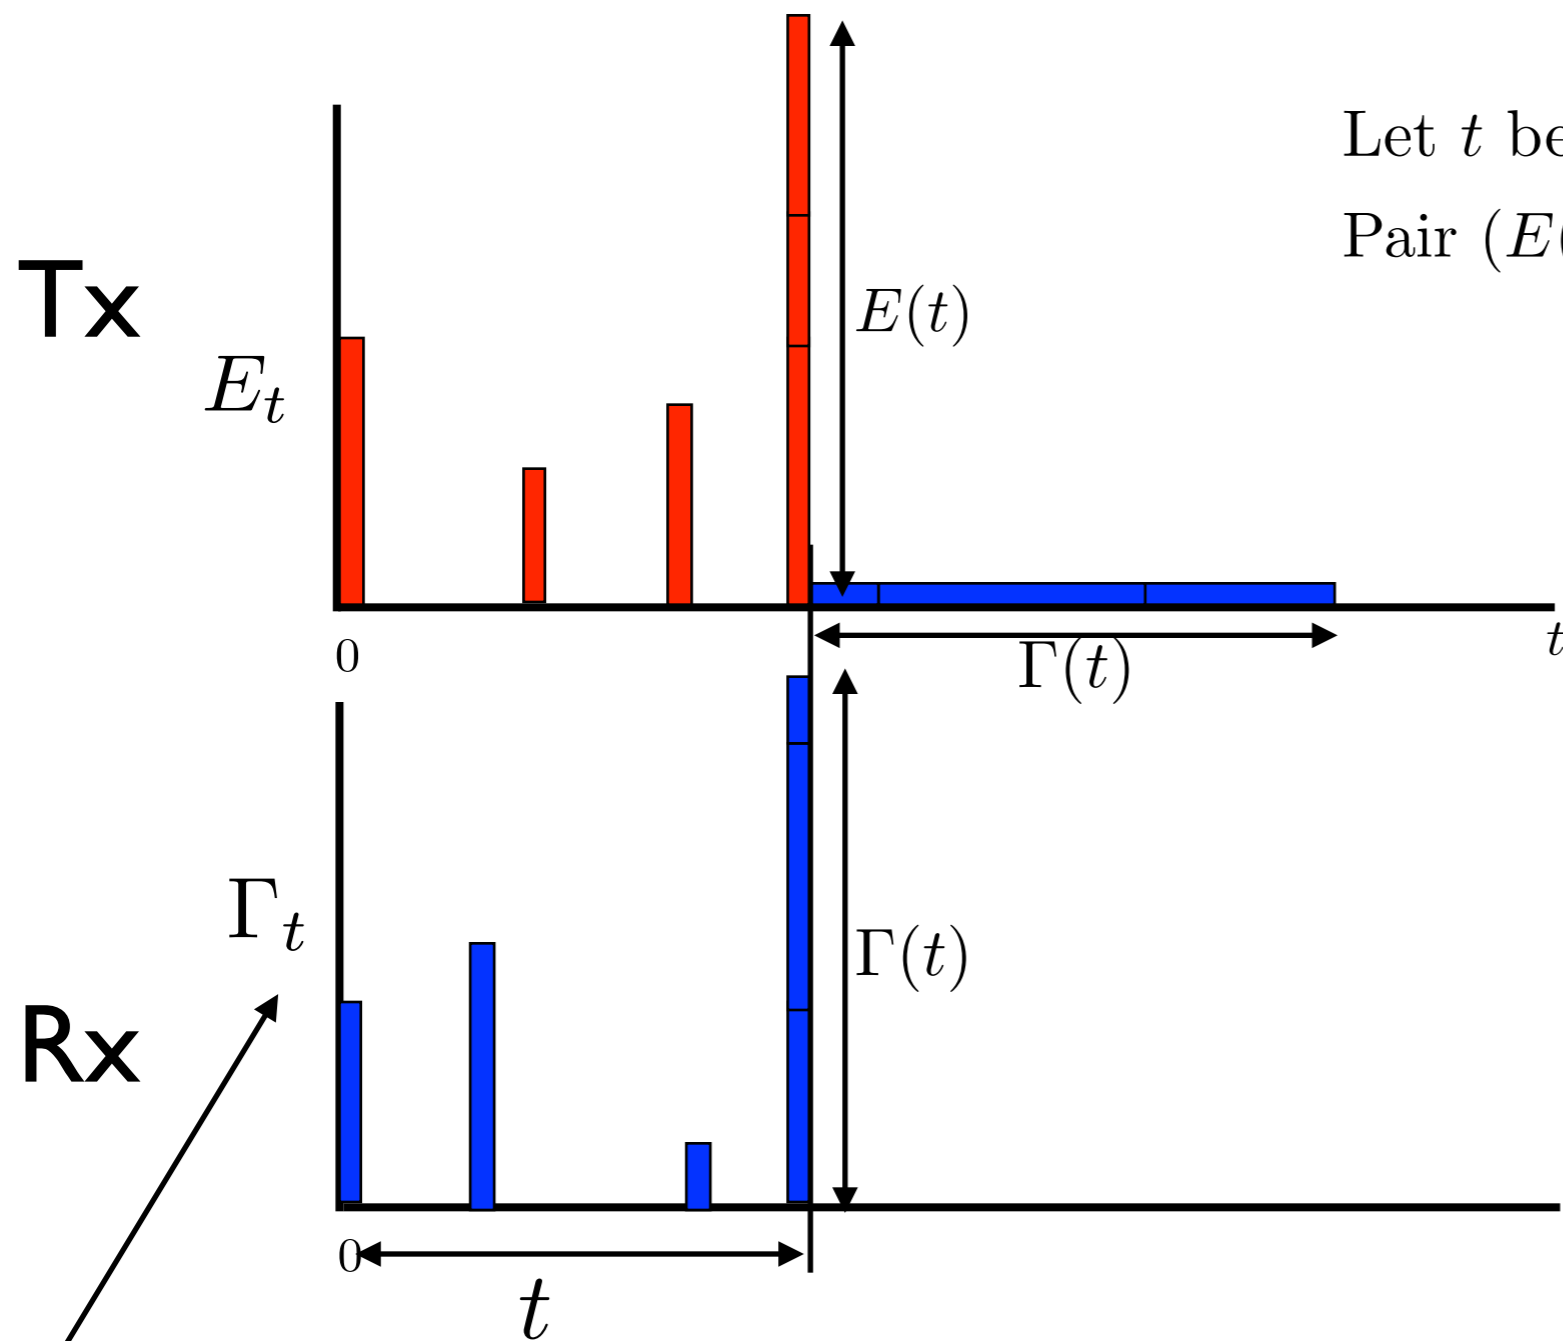 Let t be
Pair (E(
Tx
E_t
E(t)
0
t
Γ(t)
Γ_t
Γ(t)
Rx
0
t